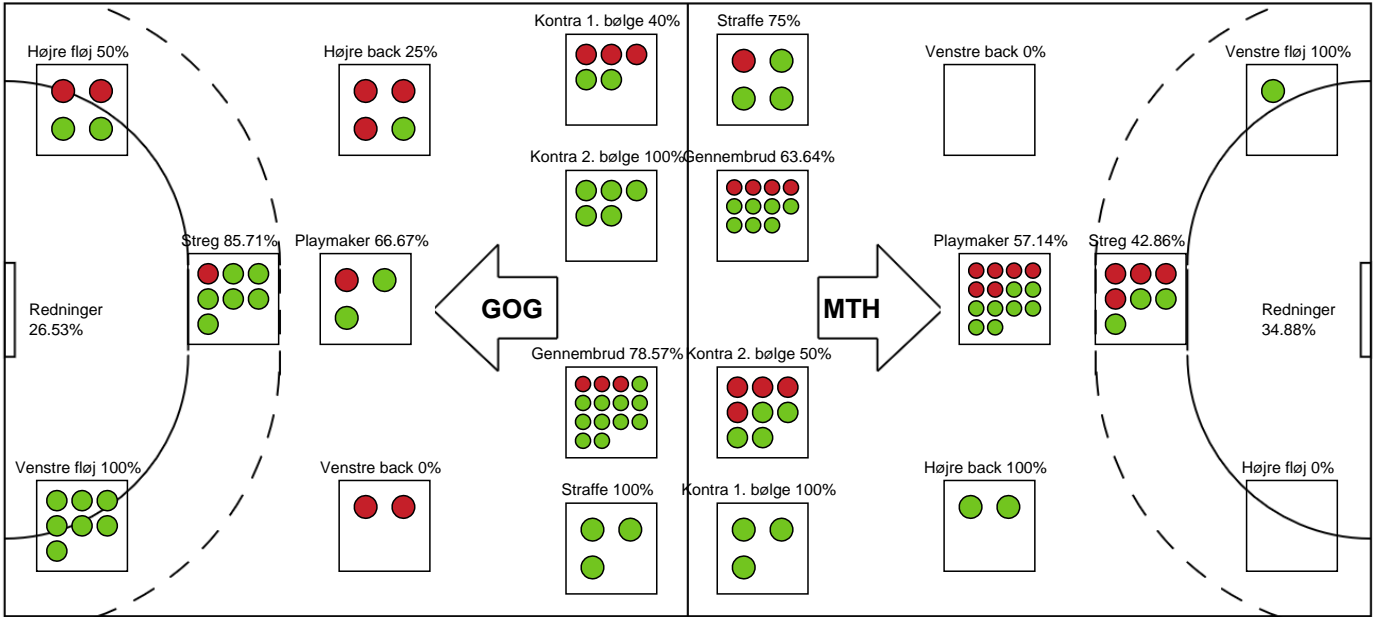 Kontra 1. bølge 40%
Straffe 75%
Højre fløj 50%
Højre back 25%
Venstre back 0%
Venstre fløj 100%
Kontra 2. bølge 100%
Gennembrud 63.64%
Streg 85.71%
Playmaker 66.67%
Playmaker 57.14%
Streg 42.86%
Redninger
26.53%
GOG
MTH
Redninger
34.88%
Gennembrud 78.57%
Kontra 2. bølge 50%
Venstre fløj 100%
Venstre back 0%
Højre back 100%
Højre fløj 0%
Straffe 100%
Kontra 1. bølge 100%